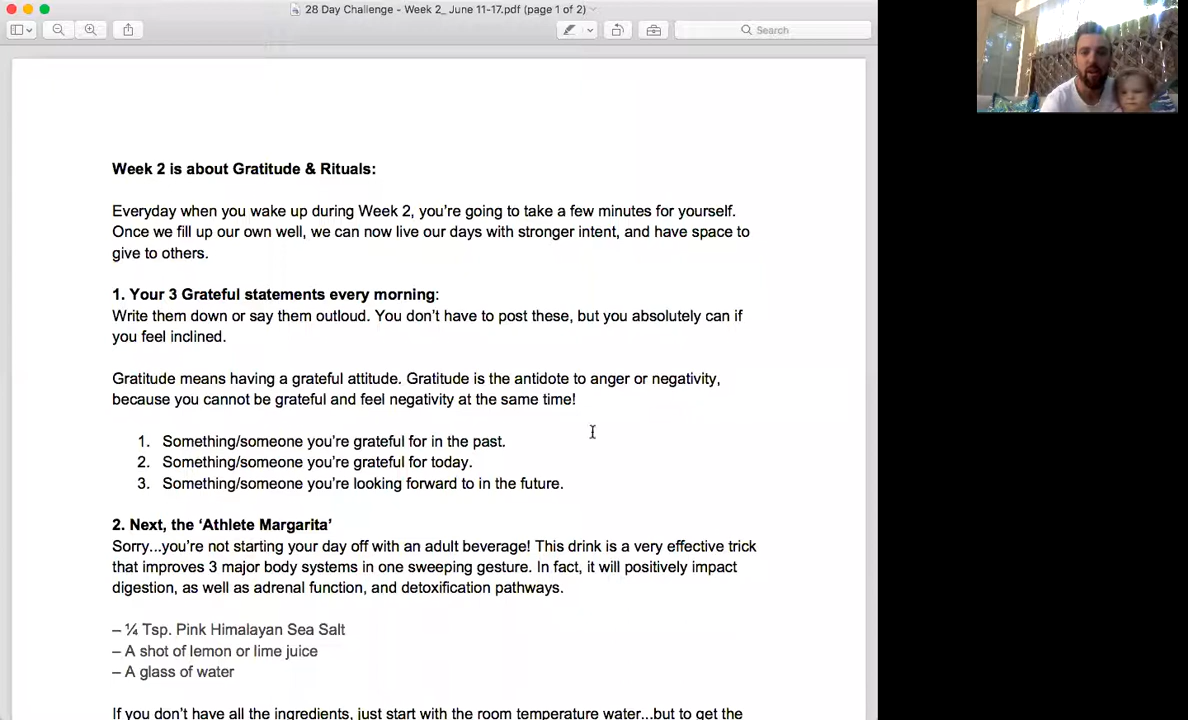 28 Day Challenge - Week 2_ June 11-17.pdf (page 1 of 2)
Search
Week 2 is about Gratitude & Rituals:
Everyday when you wake up during Week 2, you’re going to take a few minutes for yourself.
Once we fill up our own well, we can now live our days with stronger intent, and have space to
give to others.
1. Your 3 Grateful statements every morning:
Write them down or say them outloud. You don’t have to post these, but you absolutely can if
you feel inclined.
Gratitude means having a grateful attitude. Gratitude is the antidote to anger or negativity,
because you cannot be grateful and feel negativity at the same time!
1. Something/someone you’re grateful for in the past.
2. Something/someone you’re grateful for today.
3. Something/someone you’re looking forward to in the future.
2. Next, the ‘Athlete Margarita’
Sorry...you’re not starting your day off with an adult beverage! This drink is a very effective trick
that improves 3 major body systems in one sweeping gesture. In fact, it will positively impact
digestion, as well as adrenal function, and detoxification pathways.
– ¼ Tsp. Pink Himalayan Sea Salt
– A shot of lemon or lime juice
– A glass of water
If you don’t have all the ingredients, just start with the room temperature water...but to get the